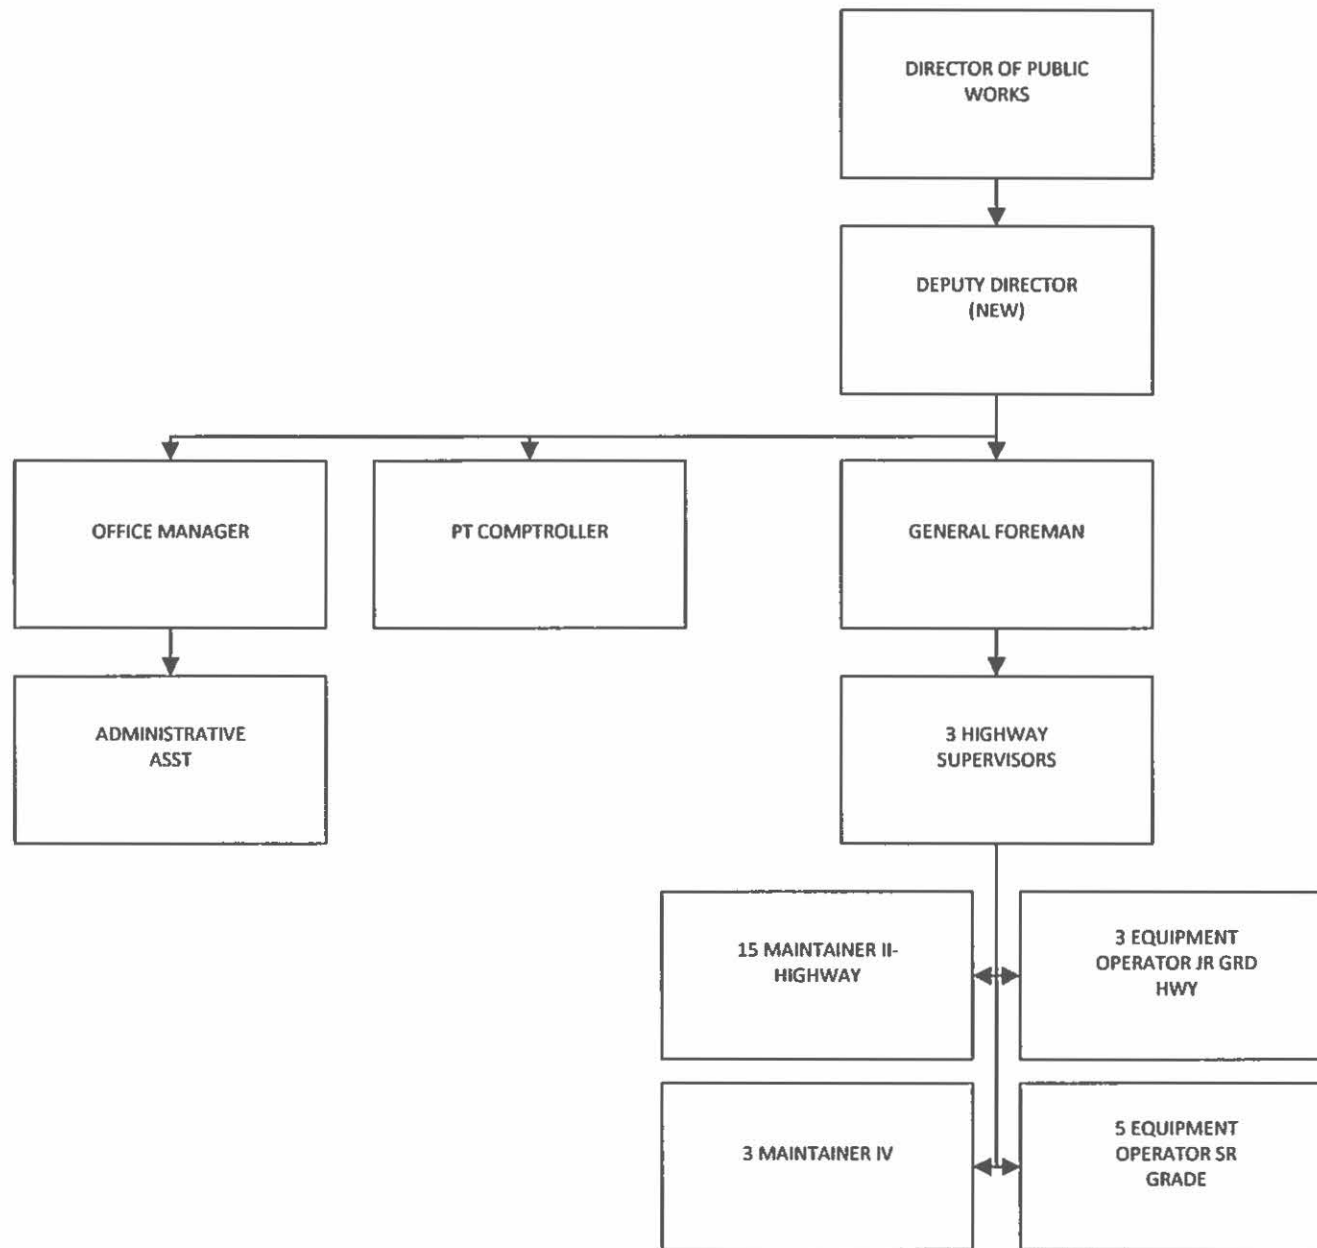 DIRECTOR OF PUBLIC
WORKS
DEPUTY DIRECTOR
(NEW)
OFFICE MANAGER
PT COMPTROLLER
GENERAL FOREMAN
ADMINISTRATIVE
ASST
3 HIGHWAY
SUPERVISORS
15 MAINTAINER II-
HIGHWAY
3 EQUIPMENT
OPERATOR JR GRD
HWY
3 MAINTAINER IV
5 EQUIPMENT
OPERATOR SR
GRADE